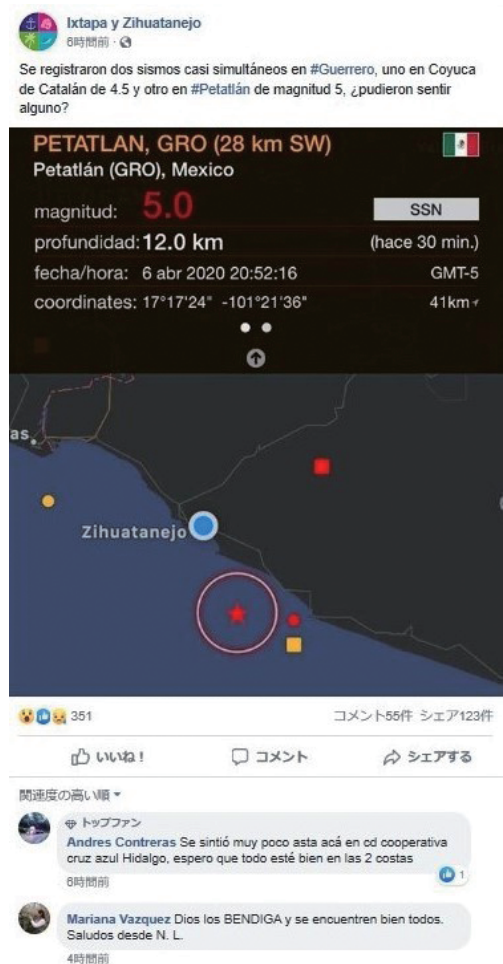 Ixtapa y Zihuatanejo
6時間前 ·
Se registraron dos sismos casi simultáneos en #Guerrero, uno en Coyuca
de Catalán de 4.5 y otro en #Petatlán de magnitud 5, ¿pudieron sentir
alguno?
PETATLAN, GRO (28 km SW)
Petatlán (GRO), Mexico
magnitud: 5.0 SSN
profundidad: 12.0 km (hace 30 min.)
fecha/hora: 6 abr 2020 20:52:16 GMT-5
coordinates: 17°17'24" -101°21'36" 41km
as.
Zihuatanejo
351 コメント55件 シェア123件
いいね! コメント シェアする
関連度の高い順
トップファン
Andres Contreras Se sintió muy poco asta acá en cd cooperativa
cruz azul Hidalgo, espero que todo esté bien en las 2 costas
6時間前 1
Mariana Vazquez Dios los BENDIGA y se encuentren bien todos.
Saludos desde N. L.
4時間前